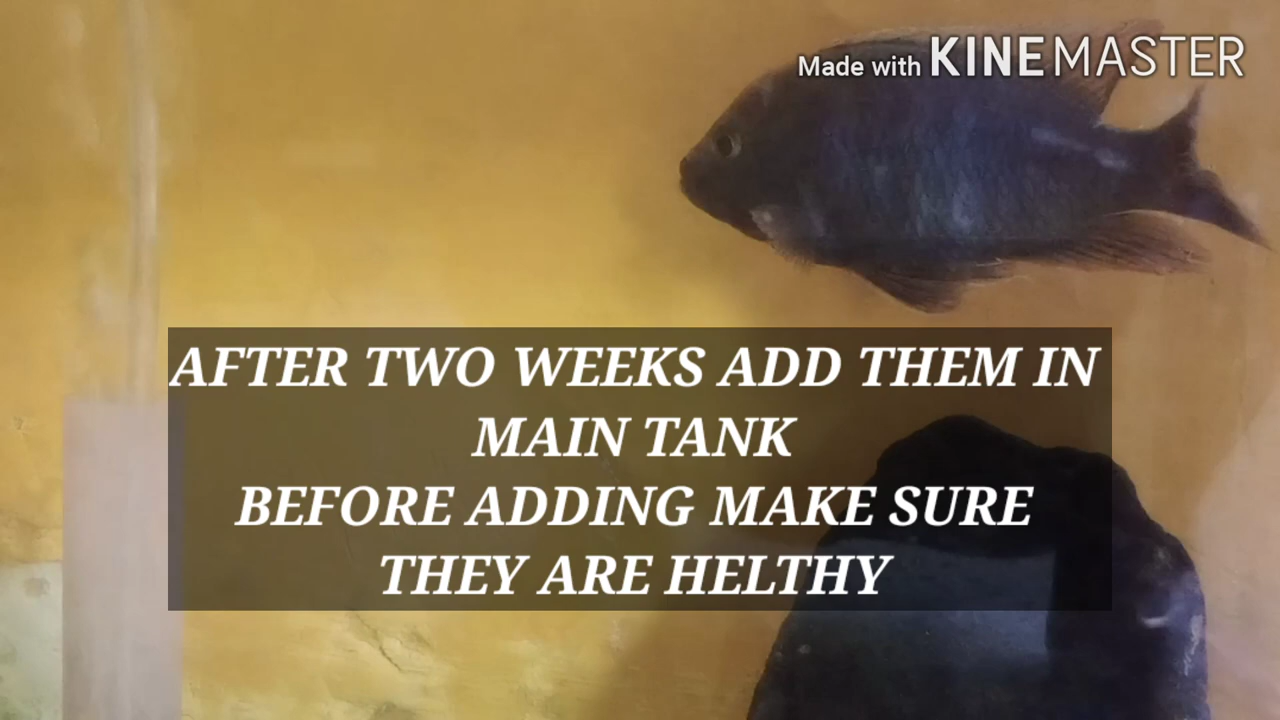 Made with KINEMASTER
AFTER TWO WEEKS ADD THEM IN
MAIN TANK
BEFORE ADDING MAKE SURE
THEY ARE HELTHY